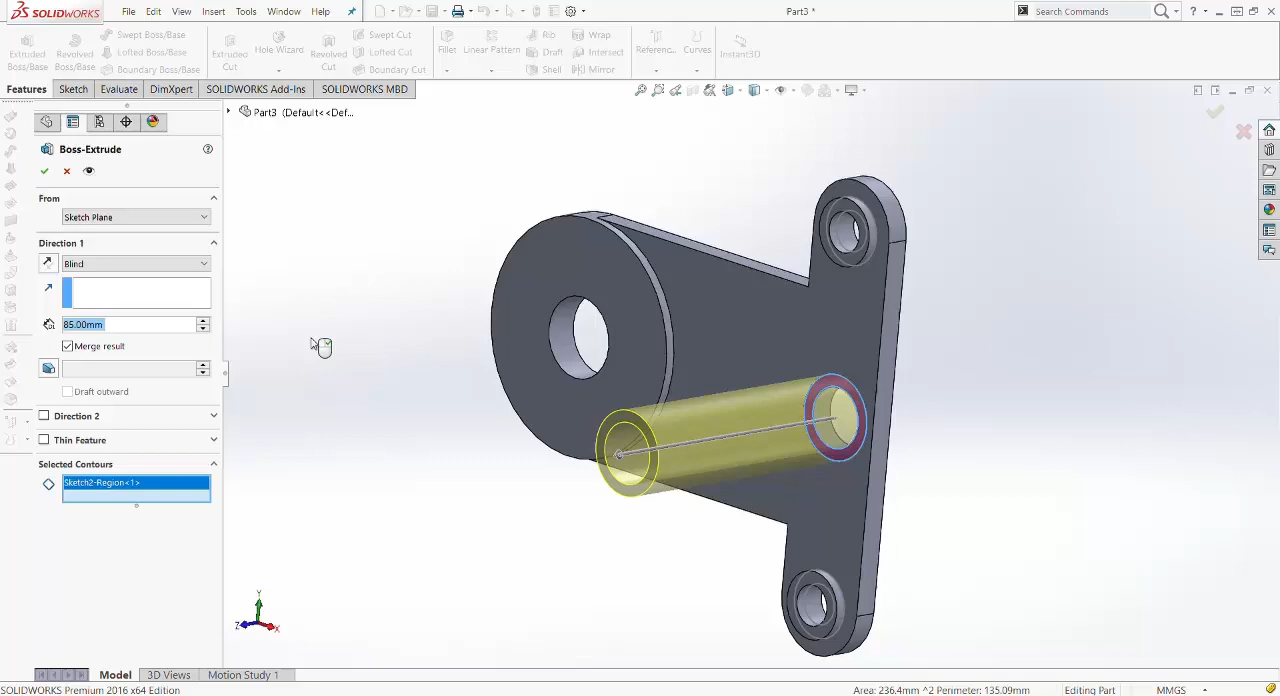 SOLIDWORKS
File Edit View Insert Tools Window Help
Part3 *
Search Commands
Extruded Boss/Base
Revolved Boss/Base
Swept Boss/Base
Lofted Boss/Base
Boundary Boss/Base
Extruded Cut
Hole Wizard
Revolved Cut
Swept Cut
Lofted Cut
Boundary Cut
Fillet
Linear Pattern
Rib
Draft
Shell
Wrap
Intersect
Mirror
Referenc...
Curves
Instant3D
Features Sketch Evaluate DimXpert SOLIDWORKS Add-Ins SOLIDWORKS MBD
Part3 (Default<<Def...
Boss-Extrude
From
Sketch Plane
Direction 1
Blind
85.00mm
Merge result
Draft outward
Direction 2
Thin Feature
Selected Contours
Sketch2-Region<1>
Y
Z
X
Model 3D Views Motion Study 1
SOLIDWORKS Premium 2016 x64 Edition
Area: 236.4mm ^2 Perimeter: 135.09mm
Editing Part
MMGS